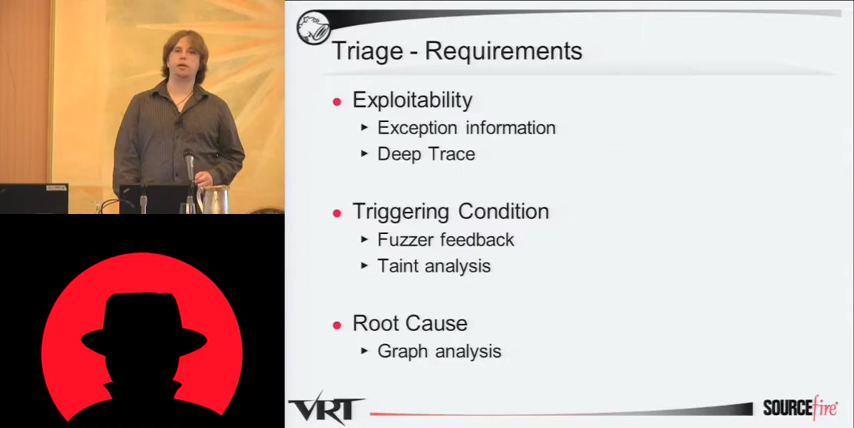 Triage - Requirements
Exploitability
Exception information
Deep Trace
Triggering Condition
Fuzzer feedback
Taint analysis
Root Cause
Graph analysis
VRT
SOURCEfire